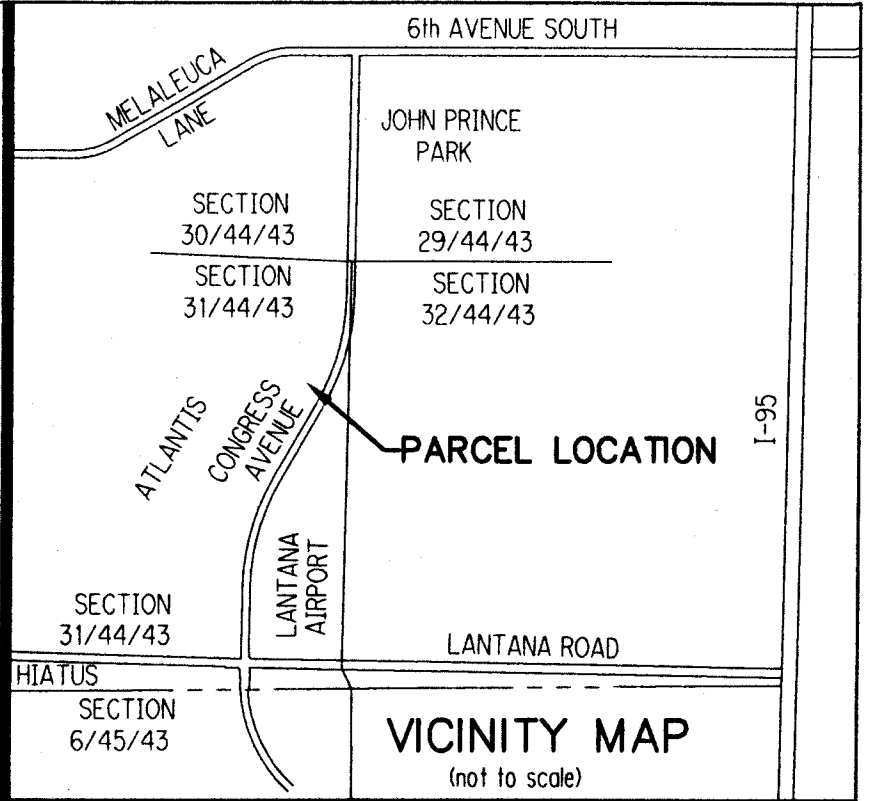 6th AVENUE SOUTH
MELALEUCA
LANE
JOHN PRINCE
PARK
SECTION
30/44/43
SECTION
29/44/43
SECTION
31/44/43
SECTION
32/44/43
ATLANTIS
CONGRESS
AVENUE
PARCEL LOCATION
I-95
LANTANA
AIRPORT
SECTION
31/44/43
LANTANA ROAD
HIATUS
SECTION
6/45/43
VICINITY MAP
(not to scale)